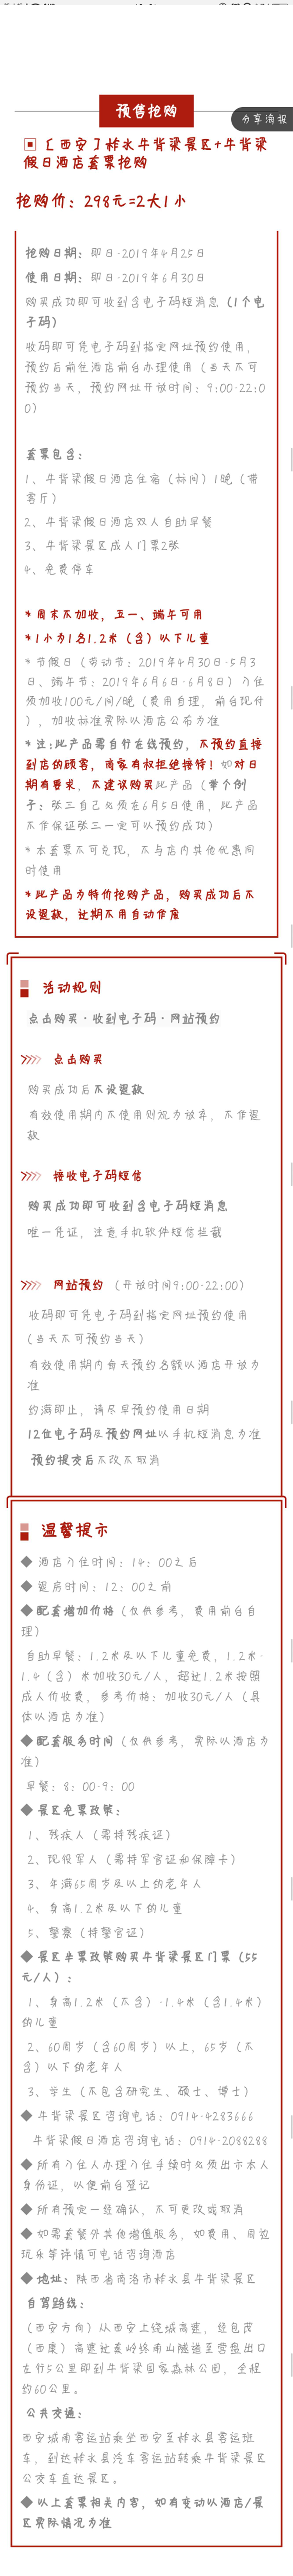 预售抢购
分享海报
▣【西安】柞水牛背梁景区+牛背梁
假日酒店套票抢购
抢购价：298元=2大1小
抢购日期：即日-2019年4月25日
使用日期：即日-2019年6月30日
购买成功即可收到含电子码短消息（1个电
子码）
收码即可凭电子码到指定网址预约使用，
预约后前往酒店前台办理使用（当天不可
预约当天，预约网址开放时间：9:00-22:0
0）
套票包含：
1、牛背梁假日酒店住宿（标间）1晚（带
客厅）
2、牛背梁假日酒店双人自助早餐
3、牛背梁景区成人门票2张
4、免费停车
*周末不加收，五一、端午可用
*1小为1名1.2米（含）以下儿童
*节假日（劳动节：2019年4月30日-5月3
日、端午节：2019年6月6日-6月8日）入住
须加收100元/间/晚（费用自理，前台现付
），加收标准实际以酒店公布为准
*注:此产品需自行在线预约，不预约直接
到店的顾客，商家有权拒绝接待！如对日
期有要求，不建议购买此产品（举个例
子：张三自己必须在6月5日使用，此产品
不作保证张三一定可以预约成功）
*本套票不可兑现，不与店内其他优惠同
时使用
*此产品为特价抢购产品，购买成功后不
设退款，过期不用自动作废
活动规则
点击购买·收到电子码·网站预约
点击购买
购买成功后不设退款
有效使用期内不使用则视为放弃，不作退
款
接收电子码短信
购买成功即可收到含电子码短消息
唯一凭证，注意手机软件短信拦截
网站预约（开放时间9:00-22:00）
收码即可凭电子码到指定网址预约使用
（当天不可预约当天）
有效使用期内每天预约名额以酒店开放为
准
约满即止，请尽早预约使用日期
12位电子码及预约网址以手机短消息为准
预约提交后不改不取消
温馨提示
◆酒店入住时间：14：00之后
◆退房时间：12：00之前
◆配套增加价格（仅供参考，费用前台自
理）
自助早餐：1.2米及以下儿童免费，1.2米-
1.4（含）米加收30元/人，超过1.2米按照
成人价收费，参考价格：加收30元/人（具
体以酒店为准）
◆配套服务时间（仅供参考，实际以酒店为
准）
早餐：8：00-9：00
◆景区免票政策：
1、残疾人（需持残疾证）
2、现役军人（需持军官证和保障卡）
3、年满65周岁及以上的老年人
4、身高1.2米及以下的儿童
5、警察（持警官证）
◆景区半票政策购买牛背梁景区门票（55
元/人）：
1、身高1.2米（不含）-1.4米（含1.4米）
的儿童
2、60周岁（含60周岁）以上，65岁（不
含）以下的老年人
3、学生（不包含研究生、硕士、博士）
◆牛背梁景区咨询电话：0914-4283666
牛背梁假日酒店咨询电话：0914-2088288
◆所有入住人办理入住手续时必须出示本人
身份证，以便前台登记
◆所有预定一经确认，不可更改或取消
◆如需套餐外其他增值服务，如费用、周边
玩乐等详情可电话咨询酒店
◆地址：陕西省商洛市柞水县牛背梁景区
自驾路线：
（西安方向）从西安上绕城高速，经包茂
（西康）高速过秦岭终南山隧道至营盘出口
左行5公里即到牛背梁国家森林公园，全程
约60公里。
公共交通：
西安城南客运站乘坐西安至柞水县客运班
车，到达柞水县汽车客运站转乘牛背梁景区
公交车直达景区。
◆以上套票相关内容，如有变动以酒店/景
区实际情况为准